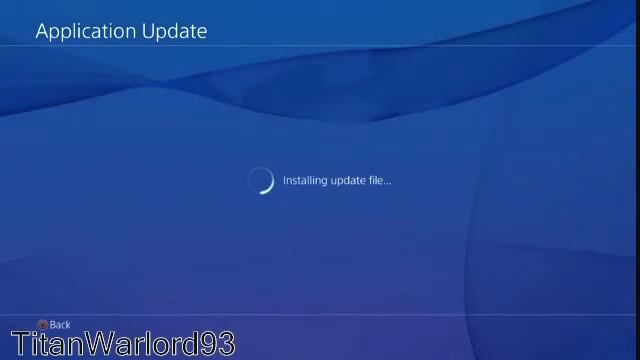 Application Update
Installing update file...
Back
TitanWarlord93